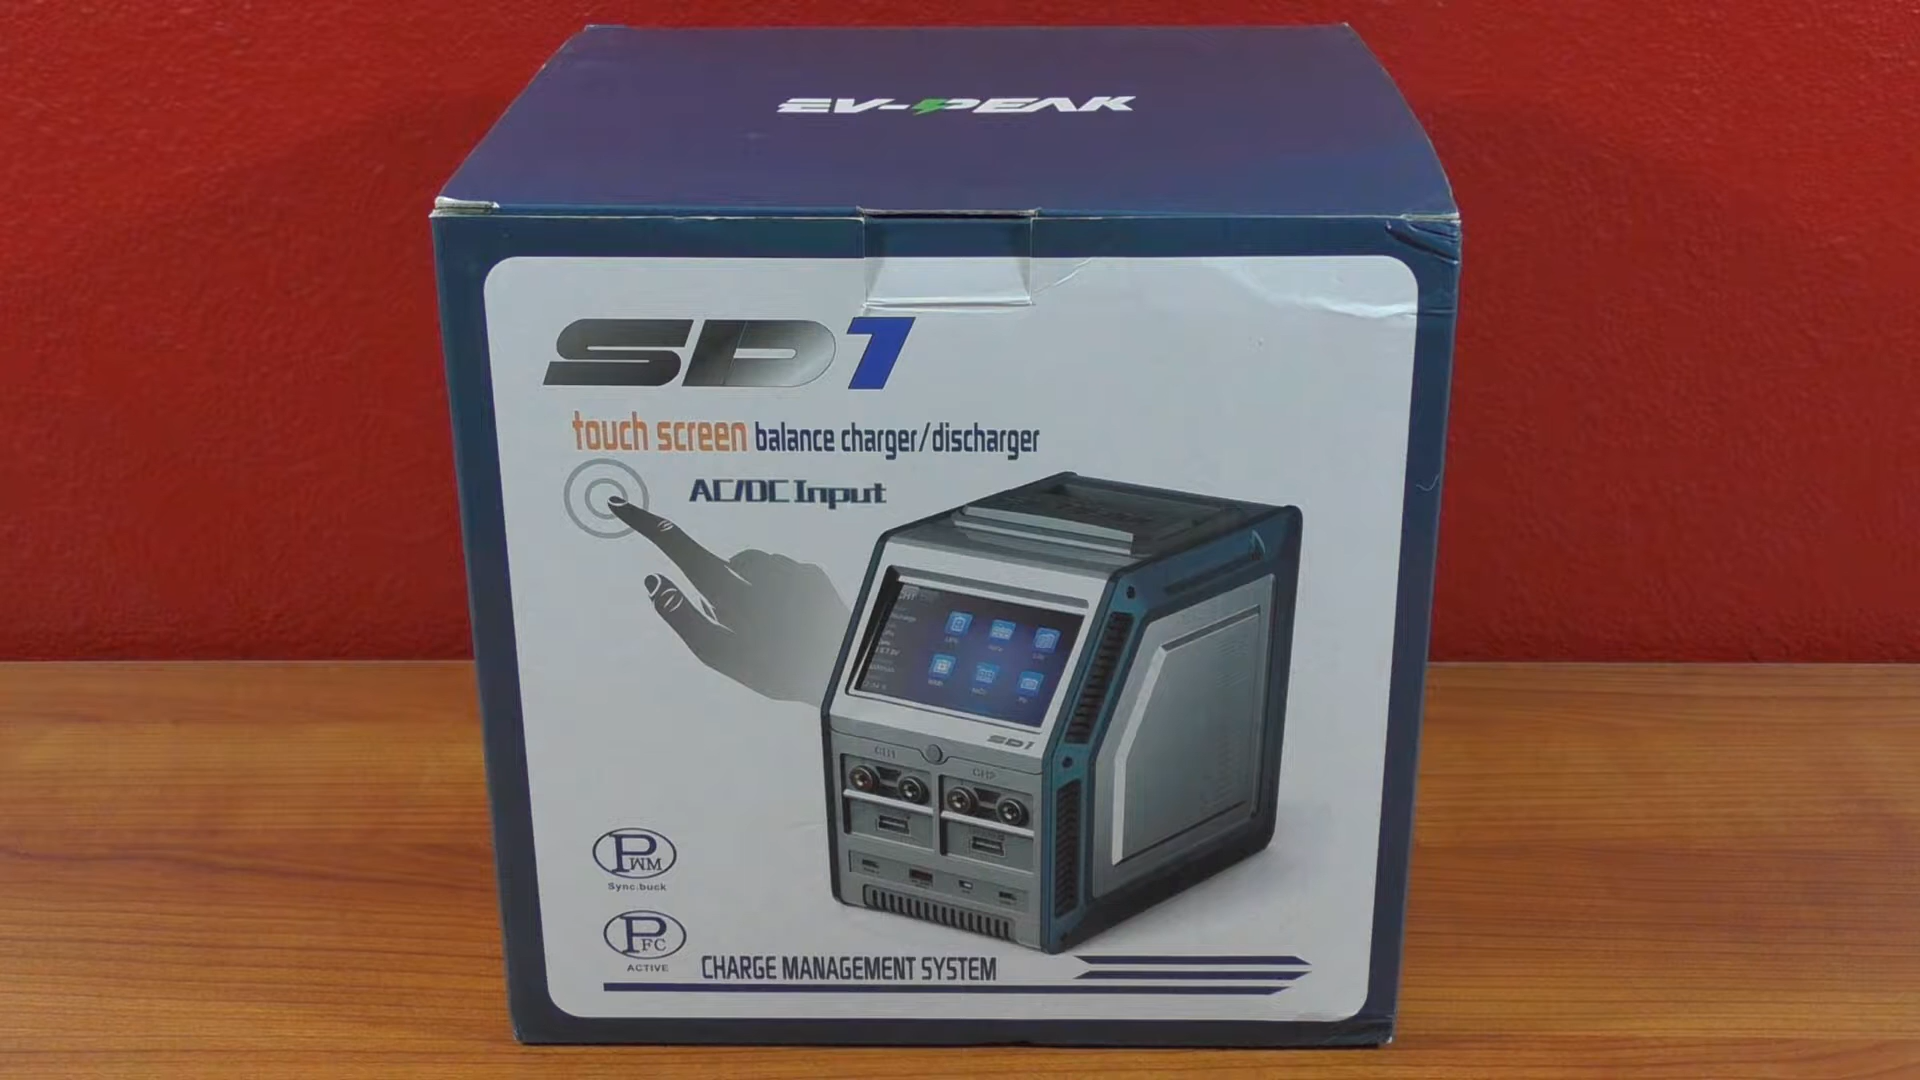 EV-PEAK
SD1
touch screen balance charger/discharger
AC/DC Input
CH1
SD1
CH1
CH2
PWM
Sync.buck
PFC
ACTIVE
CHARGE MANAGEMENT SYSTEM